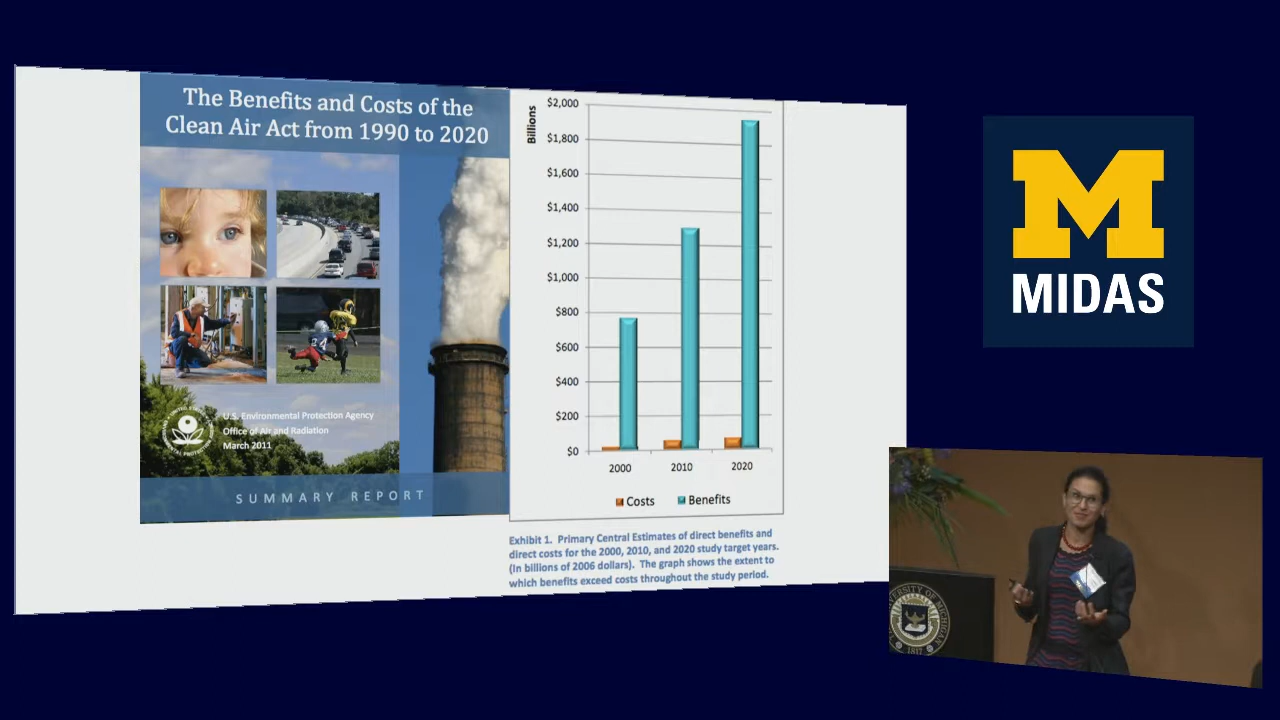 The Benefits and Costs of the
Clean Air Act from 1990 to 2020
U.S. Environmental Protection Agency
Office of Air and Radiation
March 2011
SUMMARY REPORT
Billions
$2,000
$1,800
$1,600
$1,400
$1,200
$1,000
$800
$600
$400
$200
$0
2000
2010
2020
Costs
Benefits
Exhibit 1. Primary Central Estimates of direct benefits and
direct costs for the 2000, 2010, and 2020 study target years.
(In billions of 2006 dollars). The graph shows the extent to
which benefits exceed costs throughout the study period.
M
MIDAS
1817